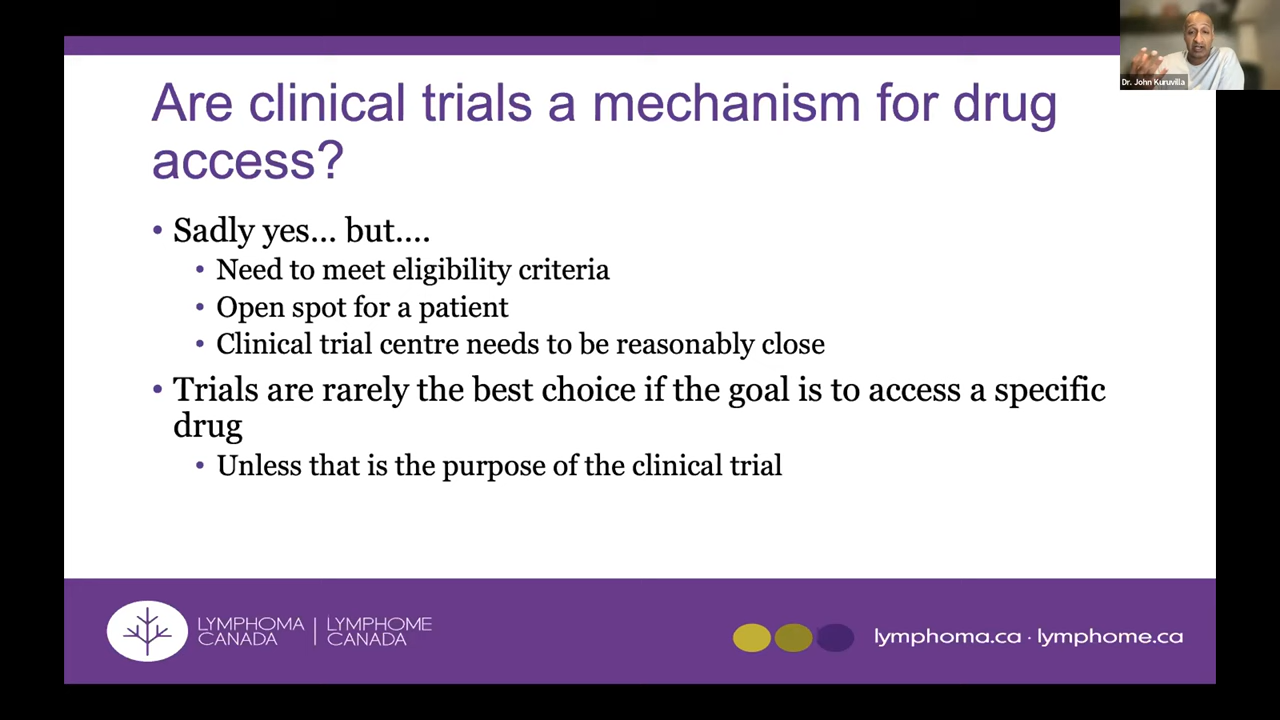 Dr. John Kuruvilla
Are clinical trials a mechanism for drug
access?
• Sadly yes... but....
• Need to meet eligibility criteria
• Open spot for a patient
• Clinical trial centre needs to be reasonably close
• Trials are rarely the best choice if the goal is to access a specific
drug
• Unless that is the purpose of the clinical trial
LYMPHOMA | LYMPHOME
CANADA | CANADA
lymphoma.ca · lymphome.ca